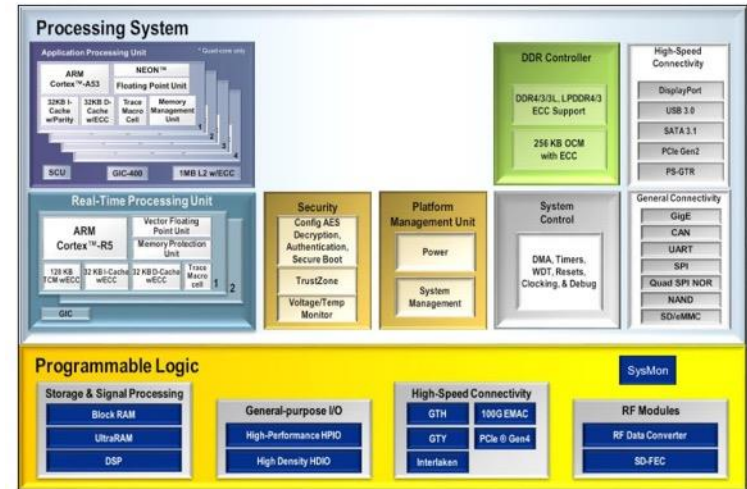 Processing System
Application Processing Unit
* Quad-core only
ARM
Cortex™-A53
NEON™
Floating Point Unit
32KB I-
Cache
w/Parity
32KB D-
Cache
w/ECC
Trace
Macro
Cell
Memory
Management
Unit
1
2
3
4
SCU
GIC-400
1MB L2 w/ECC
DDR Controller
DDR4/3/3L, LPDDR4/3
ECC Support
256 KB OCM
with ECC
High-Speed
Connectivity
DisplayPort
USB 3.0
SATA 3.1
PCIe Gen2
PS-GTR
Real-Time Processing Unit
ARM
Cortex™-R5
Vector Floating
Point Unit
Memory Protection
Unit
128 KB
TCM w/ECC
32 KB I-Cache
w/ECC
32 KB D-Cache
w/ECC
Trace
Macro
cell
1
2
GIC
Security
Config AES
Decryption,
Authentication,
Secure Boot
TrustZone
Voltage/Temp
Monitor
Platform
Management Unit
Power
System
Management
System
Control
DMA, Timers,
WDT, Resets,
Clocking, & Debug
General Connectivity
GigE
CAN
UART
SPI
Quad SPI NOR
NAND
SD/eMMC
Programmable Logic
SysMon
Storage & Signal Processing
Block RAM
UltraRAM
DSP
General-purpose I/O
High-Performance HPIO
High Density HDIO
High-Speed Connectivity
GTH
100G EMAC
GTY
PCIe ® Gen4
Interlaken
RF Modules
RF Data Converter
SD-FEC